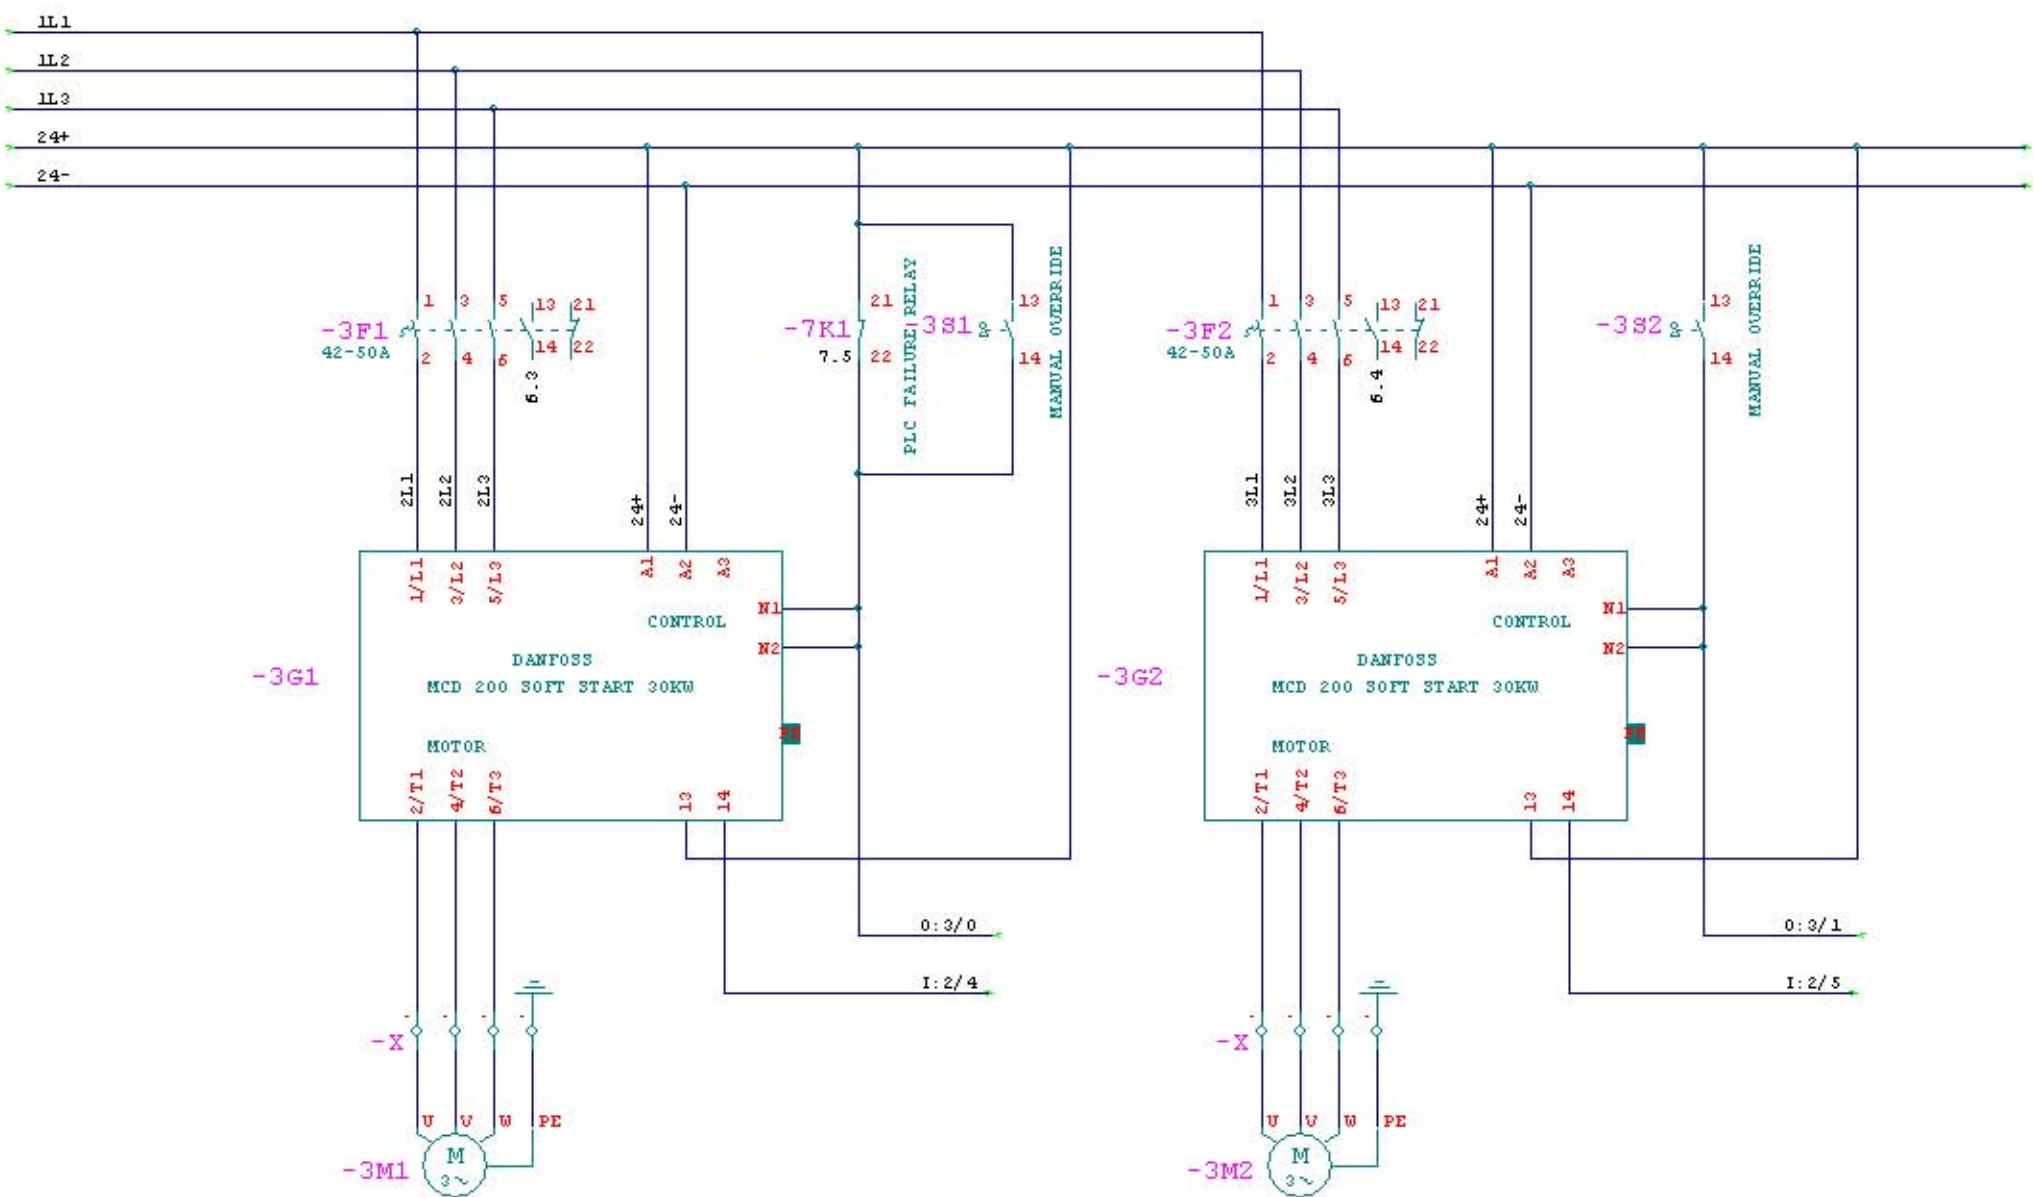 1L1
1L2
1L3
24+
24-
-3F1
42-50A
1 3 5 13 21
2 4 6 14 22
6.3
-7K1
7.5
21
22
PLC FAILURE RELAY
-3S1
13
14
MANUAL OVERRIDE
-3F2
42-50A
1 3 5 13 21
2 4 6 14 22
6.4
-3S2
13
14
MANUAL OVERRIDE
2L1 2L2 2L3 24+ 24-
3L1 3L2 3L3 24+ 24-
-3G1
1/L1 3/L2 5/L3 A1 A2 A3
N1
CONTROL
N2
DANFOSS
MCD 200 SOFT START 30KW
MOTOR
2/T1 4/T2 6/T3 13 14
-3G2
1/L1 3/L2 5/L3 A1 A2 A3
N1
CONTROL
N2
DANFOSS
MCD 200 SOFT START 30KW
MOTOR
2/T1 4/T2 6/T3 13 14
O:3/0
I:2/4
O:3/1
I:2/5
-X
- - - -
U V W PE
-3M1
M
3~
-X
- - - -
U V W PE
-3M2
M
3~